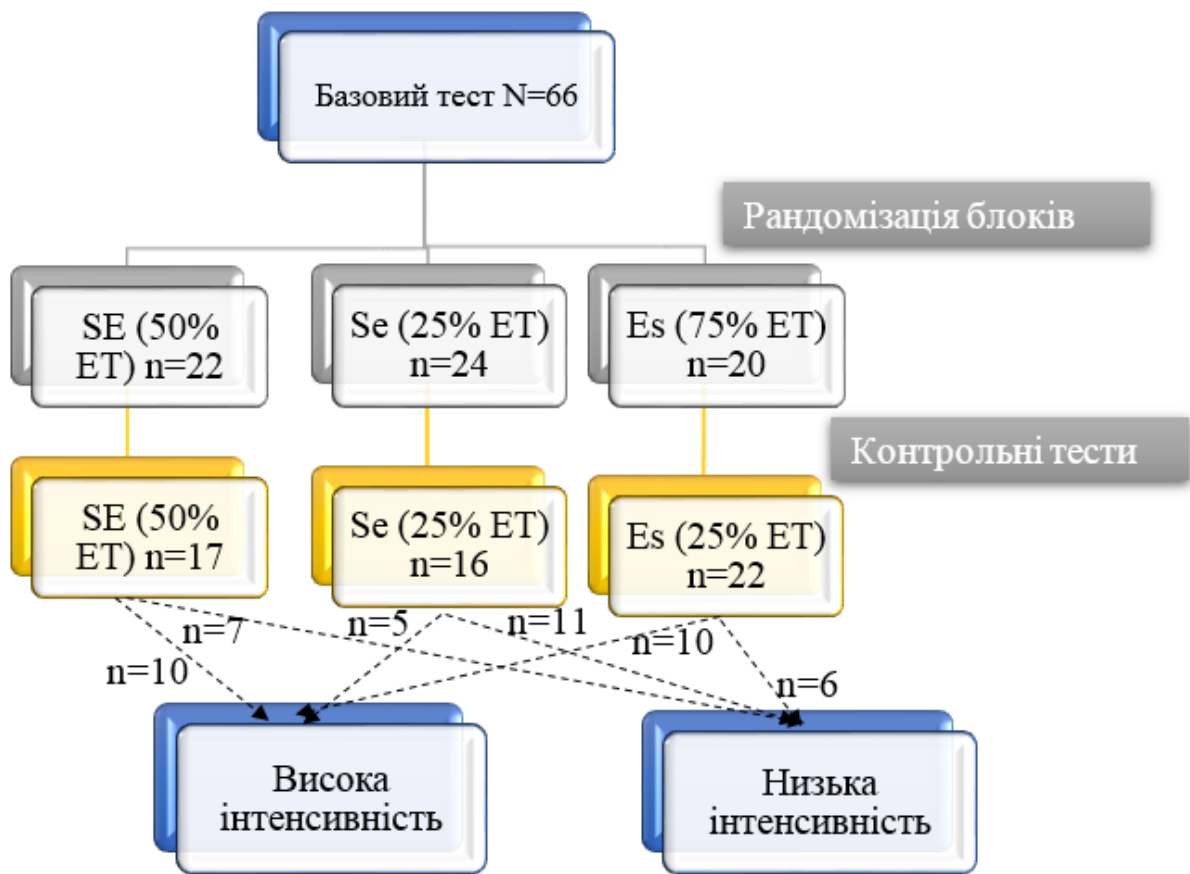 Базовий тест N=66
Рандомізація блоків
SE (50%
ET) n=22
Se (25% ET)
n=24
Es (75% ET)
n=20
Контрольні тести
SE (50%
ET) n=17
Se (25% ET)
n=16
Es (25% ET)
n=22
n=7
n=5
n=11
n=10
n=10
n=6
Висока
інтенсивність
Низька
інтенсивність